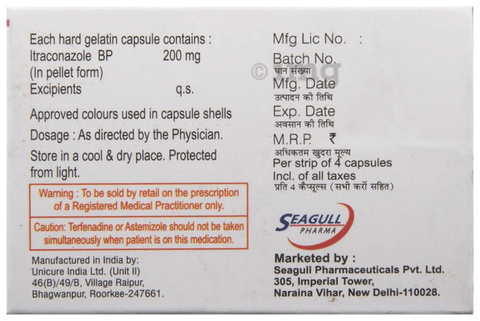 Each hard gelatin capsule contains :
Itraconazole BP 200 mg
(In pellet form)
Excipients q.s.
Approved colours used in capsule shells
Dosage : As directed by the Physician.
Store in a cool & dry place. Protected
from light.
Warning : To be sold by retail on the prescription
of a Registered Medical Practitioner only.
Caution: Terfenadine or Astemizole should not be taken
simultaneously when patient is on this medication.
Manufactured in India by:
Unicure India Ltd. (Unit II)
46(B)/49/B, Village Raipur,
Bhagwanpur, Roorkee-247661.
Mfg Lic No. :
Batch No. :
घान संख्या
Mfg. Date :
उत्पादन की तिथि
Exp. Date :
अवसान की तिथि
M.R.P. ₹ :
अधिकतम खुदरा मूल्य
Per strip of 4 capsules
Incl. of all taxes
प्रति 4 कैप्सूल्स (सभी करों सहित)
SEAGULL
PHARMA
Marketed by :
Seagull Pharmaceuticals Pvt. Ltd.
305, Imperial Tower,
Naraina Vihar, New Delhi-110028.